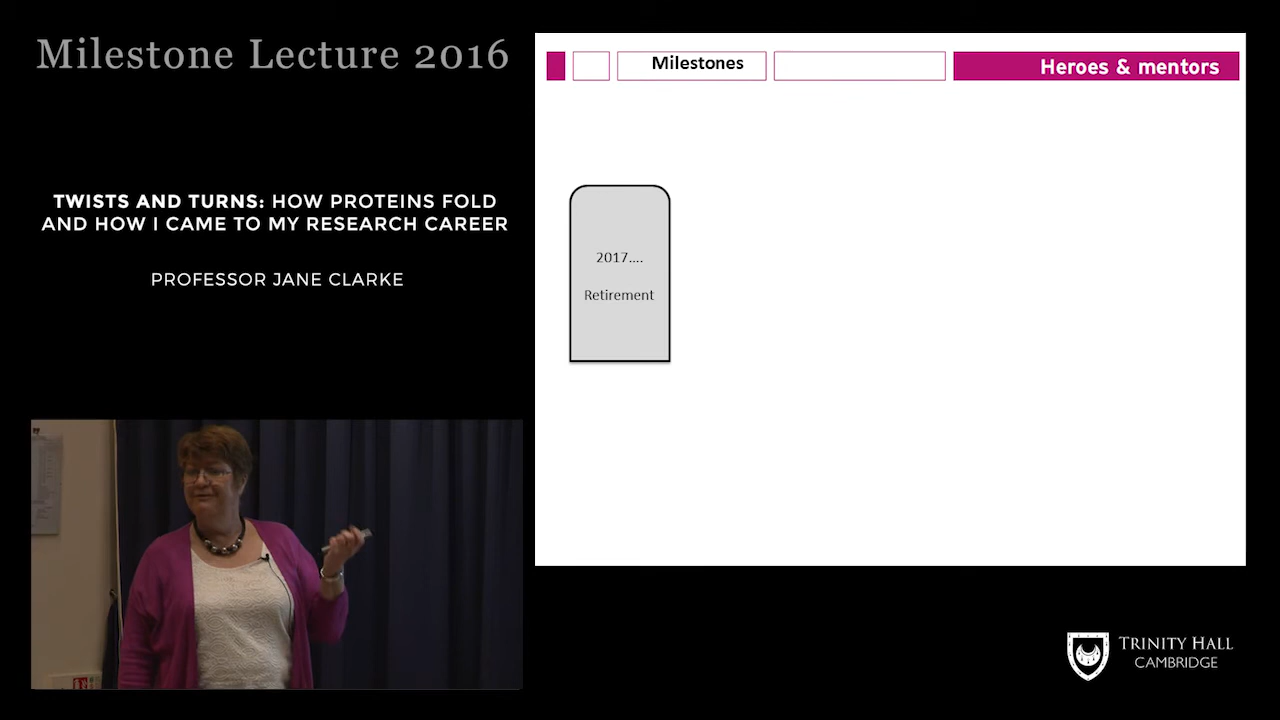 Milestone Lecture 2016
TWISTS AND TURNS: HOW PROTEINS FOLD
AND HOW I CAME TO MY RESEARCH CAREER
PROFESSOR JANE CLARKE
Milestones
Heroes & mentors
2017....
Retirement
TRINITY HALL
CAMBRIDGE